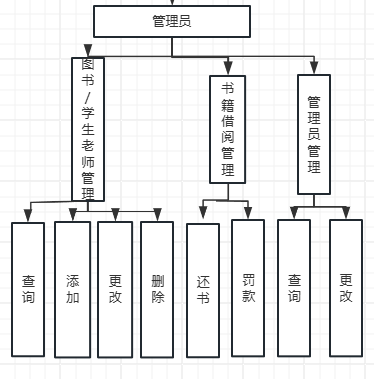 管理员
图书/学生老师管理
书籍借阅管理
管理员管理
查询
添加
更改
删除
还书
罚款
查询
更改